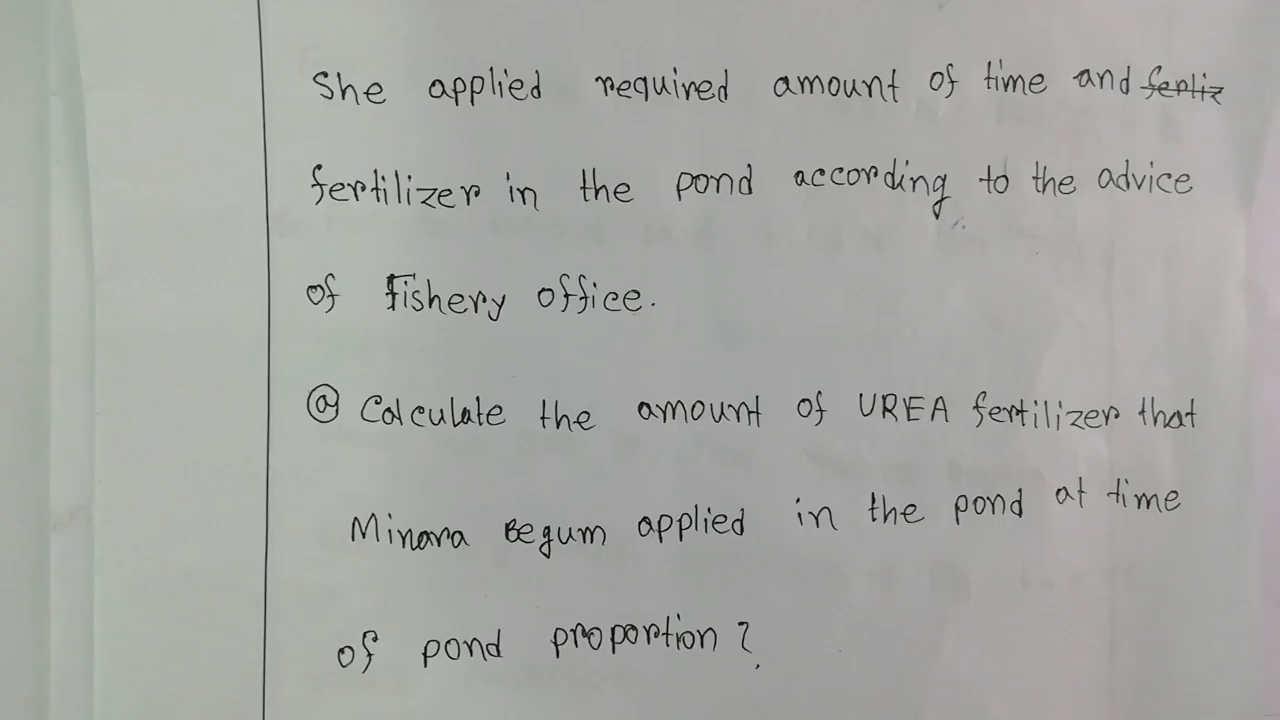 She applied required amount of time and fertiz
fertilizer in the pond according to the advice
of Fishery office.
@ Calculate the amount of UREA fertilizer that
Minara Begum applied in the pond at time
of pond proportion?